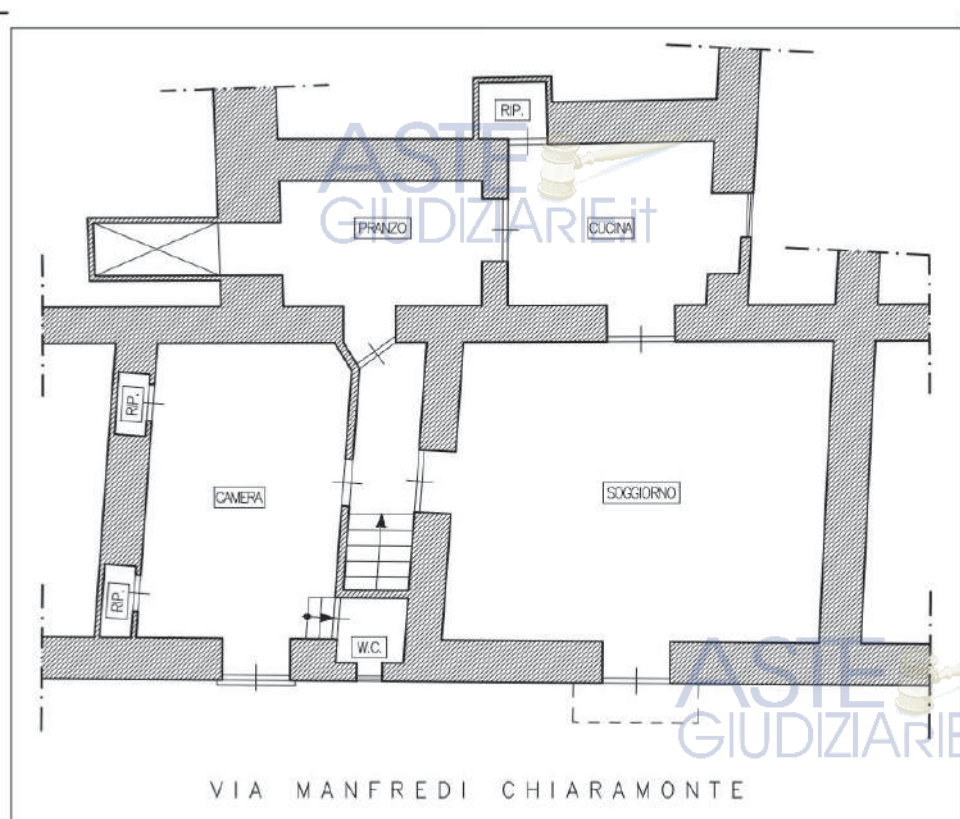 RIP.
ASTE
GIUDIZIARIE.it
PRANZO
CUCINA
RIP.
CAMERA
SOGGIORNO
RIP.
W.C.
ASTE
GIUDIZIARIE
VIA MANFREDI CHIARAMONTE